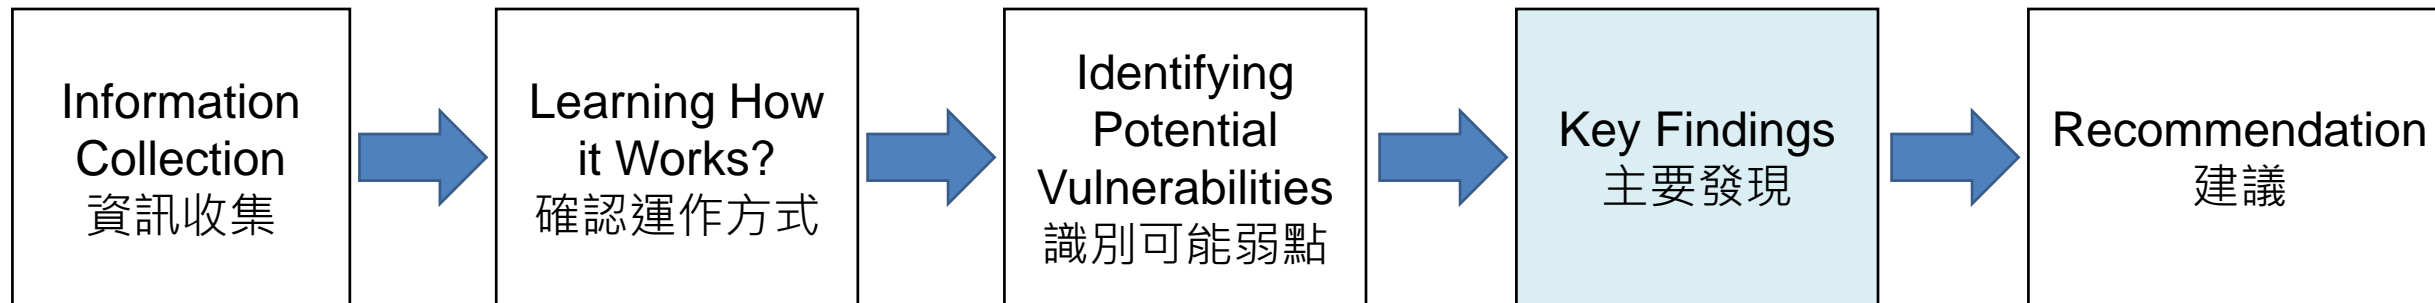 Information
Collection
資訊收集
Learning How
it Works?
確認運作方式
Identifying
Potential
Vulnerabilities
識別可能弱點
Key Findings
主要發現
Recommendation
建議